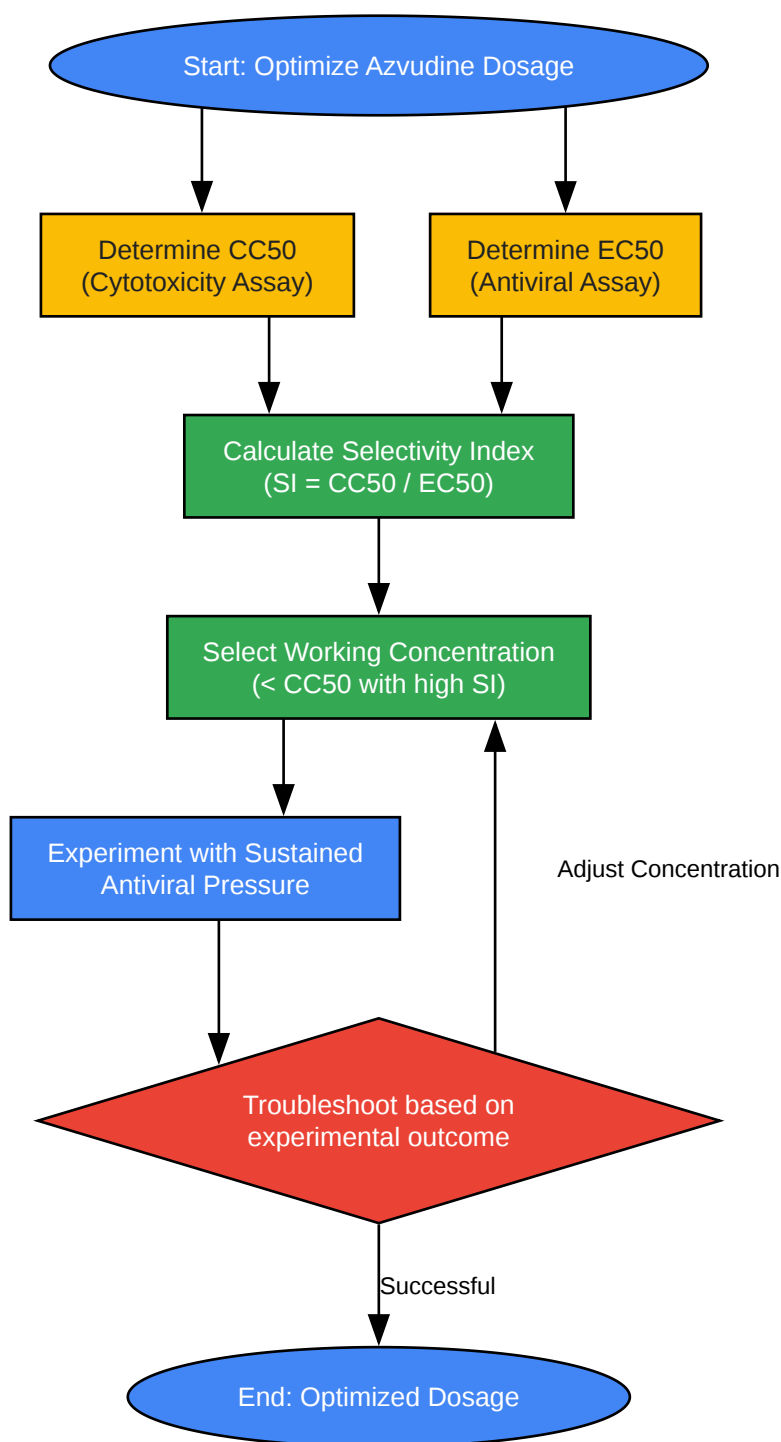 Start: Optimize Azvudine Dosage
Determine CC50
(Cytotoxicity Assay)
Determine EC50
(Antiviral Assay)
Calculate Selectivity Index
(SI = CC50 / EC50)
Select Working Concentration
(< CC50 with high SI)
Experiment with Sustained
Antiviral Pressure
Adjust Concentration
Troubleshoot based on
experimental outcome
Successful
End: Optimized Dosage